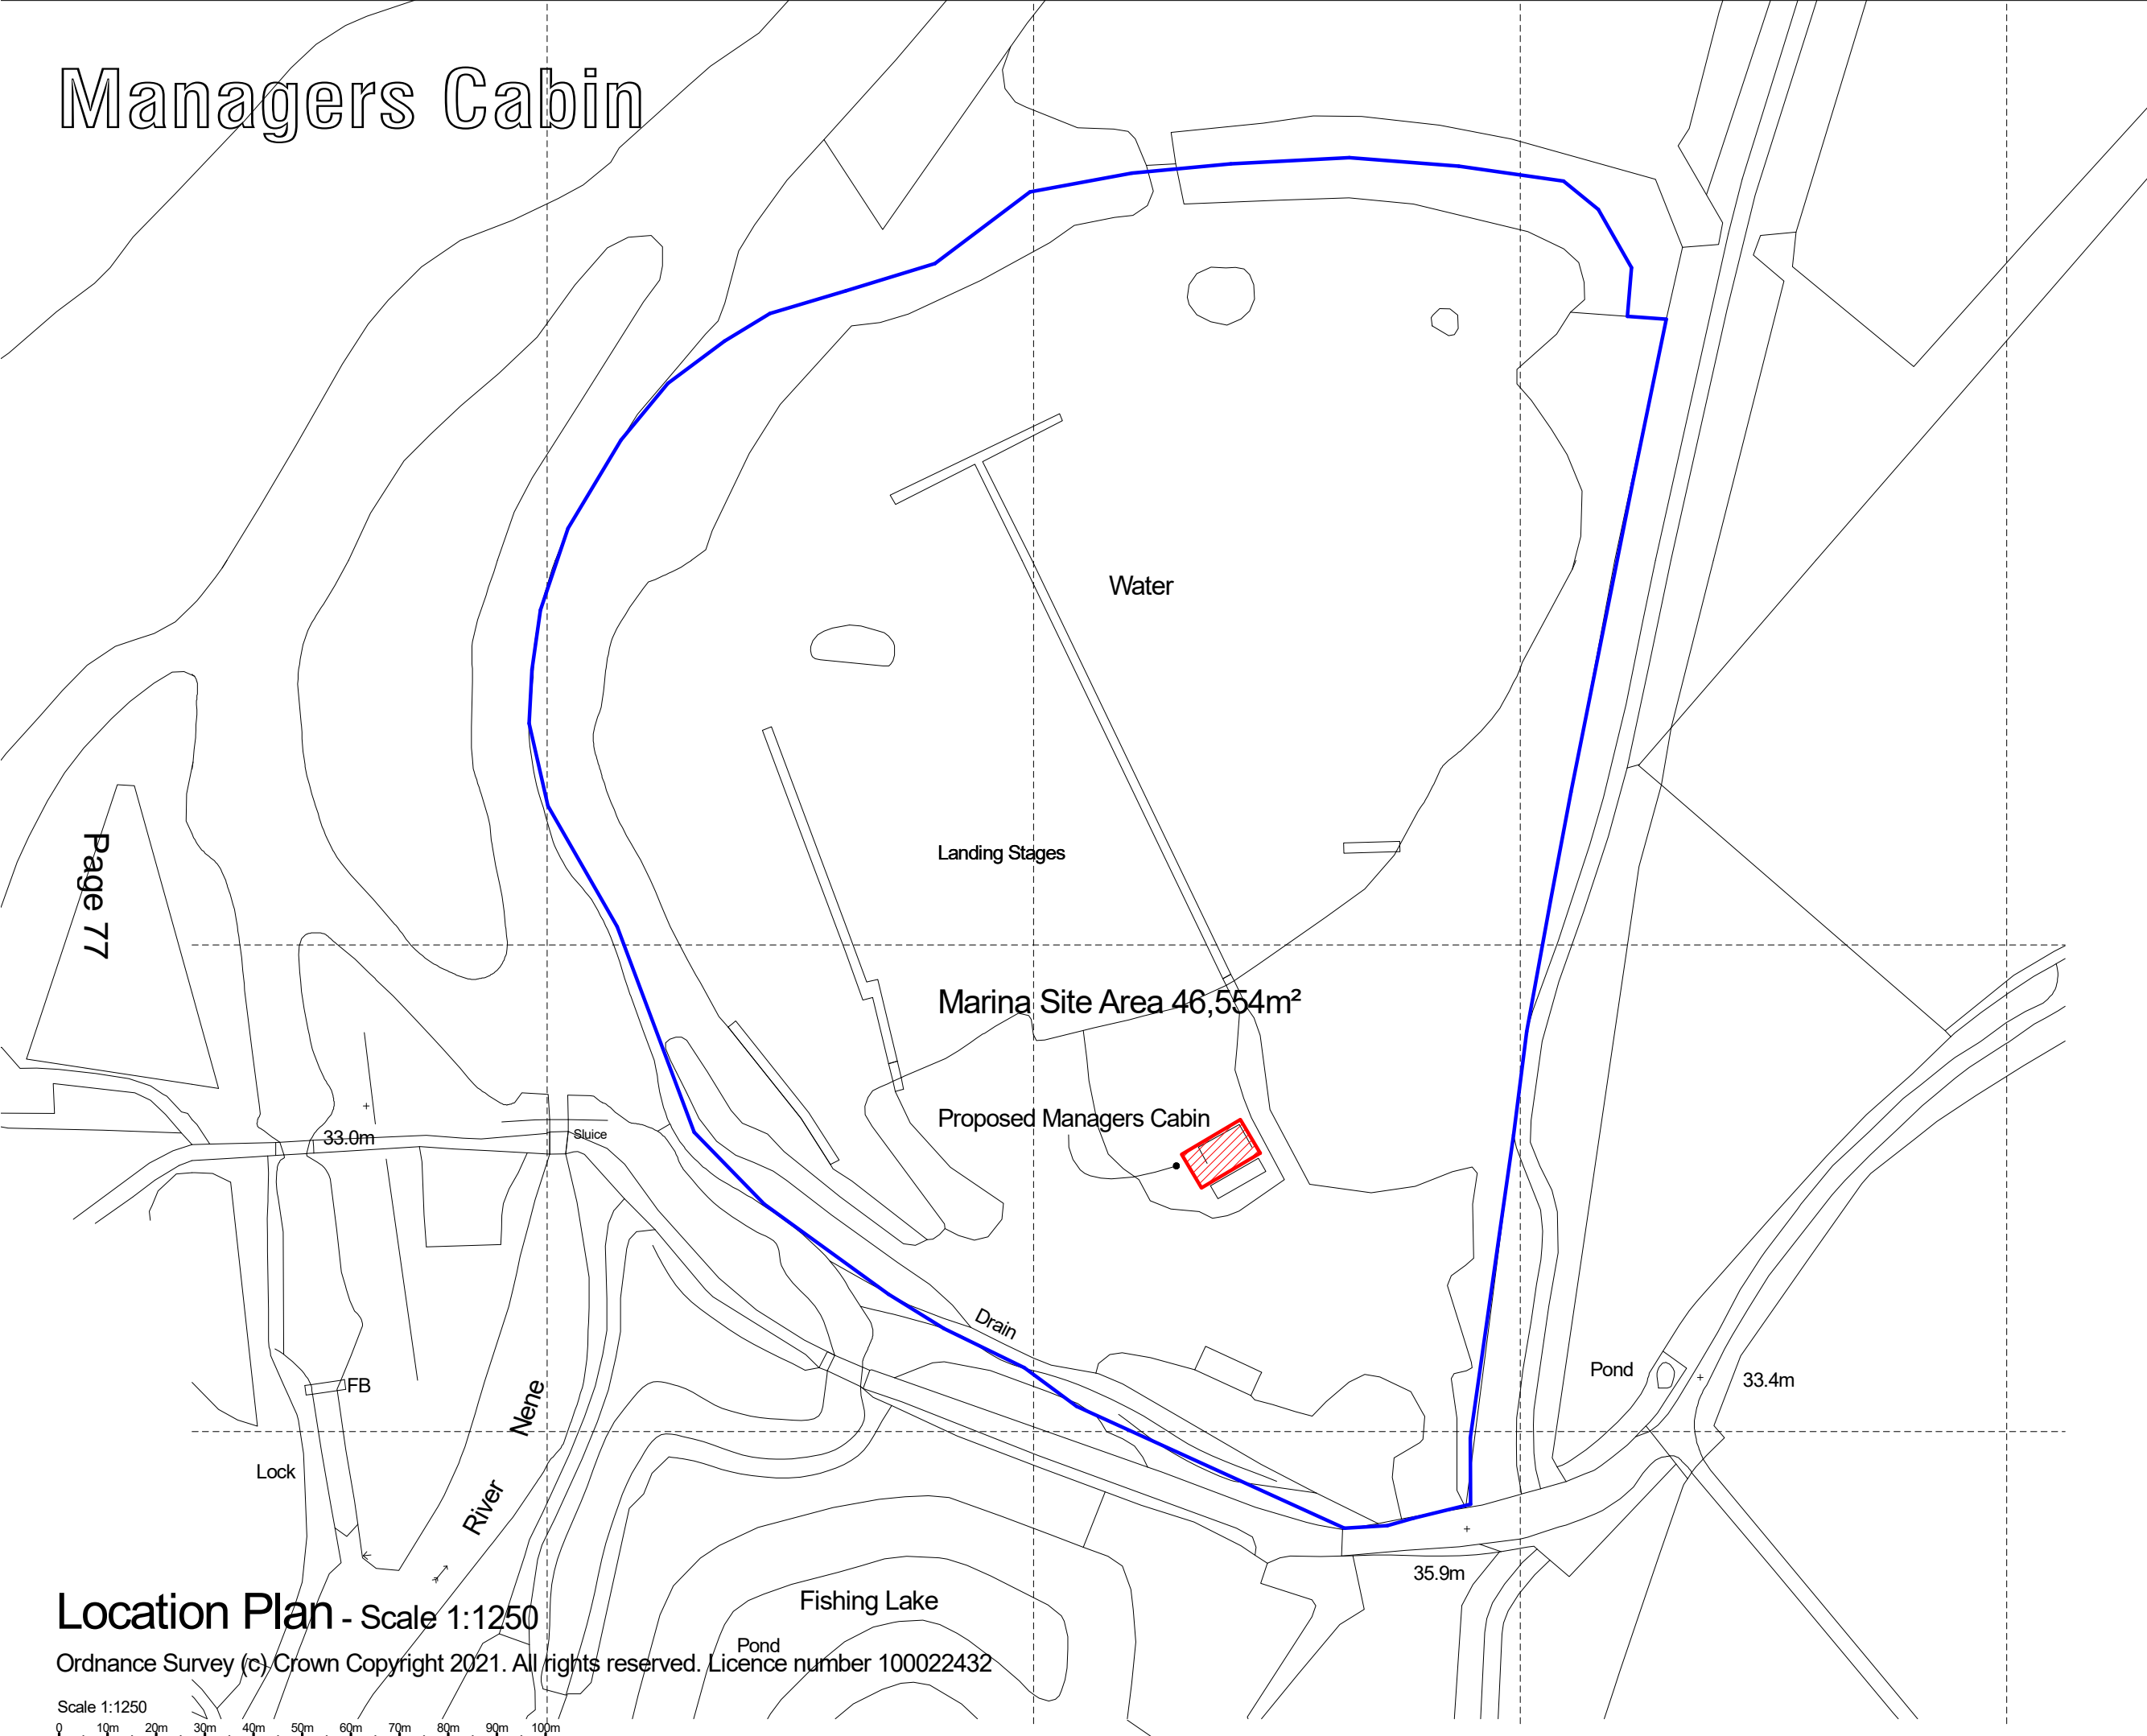 Managers Cabin
Water
Page 77
Landing Stages
Marina Site Area 46,554m²
Proposed Managers Cabin
33.0m
Sluice
Drain
Pond
33.4m
FB
Nene
Lock
River
35.9m
Fishing Lake
Location Plan - Scale 1:1250
Pond
Ordnance Survey (c) Crown Copyright 2021. All rights reserved. Licence number 100022432
Scale 1:1250
0 10m 20m 30m 40m 50m 60m 70m 80m 90m 100m